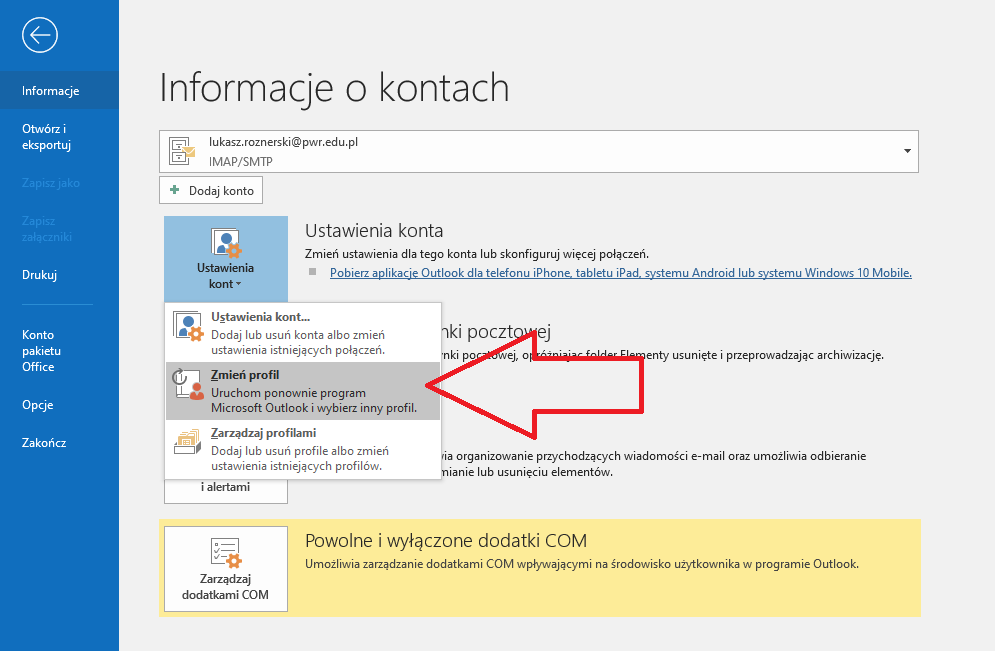 Informacje
Otwórz i
eksportuj
Zapisz jako
Zapisz
załączniki
Drukuj
Konto
pakietu
Office
Opcje
Zakończ
Informacje o kontach
lukasz.roznerski@pwr.edu.pl
IMAP/SMTP
Dodaj konto
Ustawienia
kont
Ustawienia konta
Zmień ustawienia dla tego konta lub skonfiguruj więcej połączeń.
Pobierz aplikację Outlook dla telefonu iPhone, tabletu iPad, systemu Android lub systemu Windows 10 Mobile.
Ustawienia kont...
Dodaj lub usuń konta albo zmień
ustawienia istniejących połączeń.
Zmień profil
Uruchom ponownie program
Microsoft Outlook i wybierz inny profil.
Zarządzaj profilami
Dodaj lub usuń profile albo zmień
ustawienia istniejących profilów.
nki pocztowej
nki pocztowej, opróżniając folder Elementy usunięte i przeprowadzając archiwizację.
via organizowanie przychodzących wiadomości e-mail oraz umożliwia odbieranie
mianie lub usunięciu elementów.
i alertami
Zarządzaj
dodatkami COM
Powolne i wyłączone dodatki COM
Umożliwia zarządzanie dodatkami COM wpływającymi na środowisko użytkownika w programie Outlook.